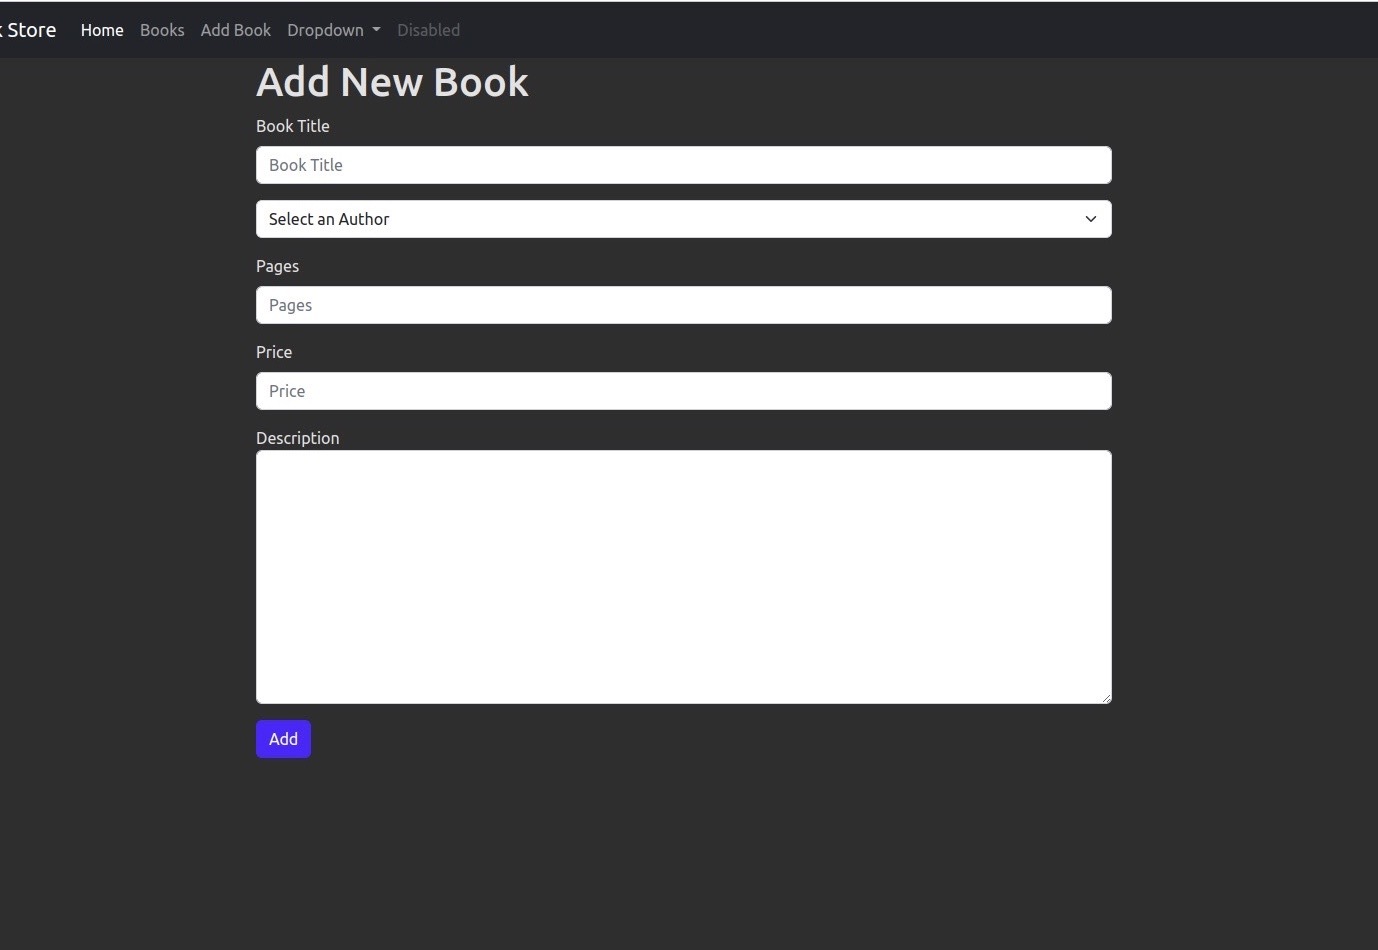 Store Home Books Add Book Dropdown Disabled
Add New Book
Book Title
Book Title
Select an Author
Pages
Pages
Price
Price
Description
Add